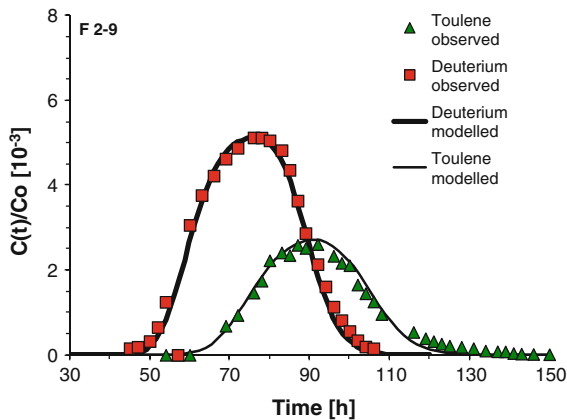 F 2-9
Toulene
observed
Deuterium
observed
Deuterium
modelled
Toulene
modelled
C(t)/Co [10⁻³]
8
6
4
2
0
30 50 70 90 110 130 150
Time [h]